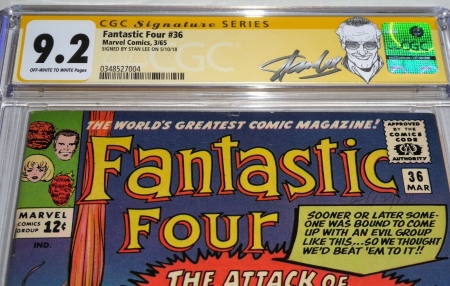 CGC Signature SERIES
9.2
OFF-WHITE TO WHITE Pages
Fantastic Four #36
Marvel Comics, 3/65
SIGNED BY STAN LEE ON 5/10/18
0348527004
Stan Lee
CGC
THE WORLD'S GREATEST COMIC MAGAZINE!
APPROVED
BY THE
COMICS
CODE
AUTHORITY
Fantastic
Four
36
MAR
MARVEL
COMICS
GROUP
12¢
IND.
SOONER OR LATER SOME-
ONE WAS BOUND TO COME
UP WITH AN EVIL GROUP
LIKE THIS...SO WE THOUGHT
WE'D BEAT 'EM TO IT!!
THE ATTACK OF